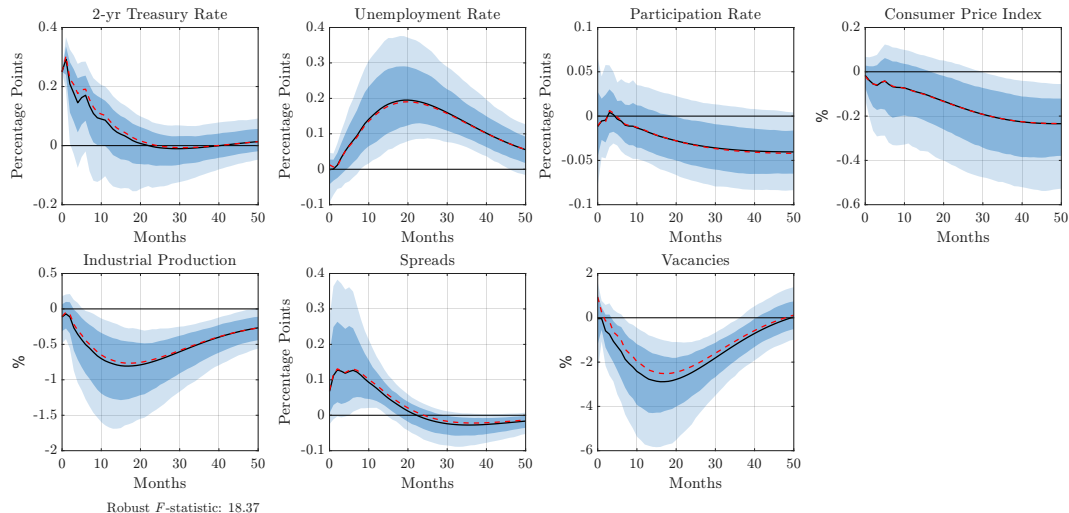 2-yr Treasury Rate
Percentage Points
0.4
0.2
0
-0.2
0 10 20 30 40 50
Months
Unemployment Rate
Percentage Points
0.4
0.3
0.2
0.1
0
-0.1
0 10 20 30 40 50
Months
Participation Rate
Percentage Points
0.1
0.05
0
-0.05
-0.1
0 10 20 30 40 50
Months
Consumer Price Index
%
0.2
0
-0.2
-0.4
-0.6
0 10 20 30 40 50
Months
Industrial Production
%
0.5
0
-0.5
-1
-1.5
-2
0 10 20 30 40 50
Months
Spreads
Percentage Points
0.4
0.3
0.2
0.1
0
-0.1
0 10 20 30 40 50
Months
Vacancies
%
2
0
-2
-4
-6
0 10 20 30 40 50
Months
Robust F-statistic: 18.37